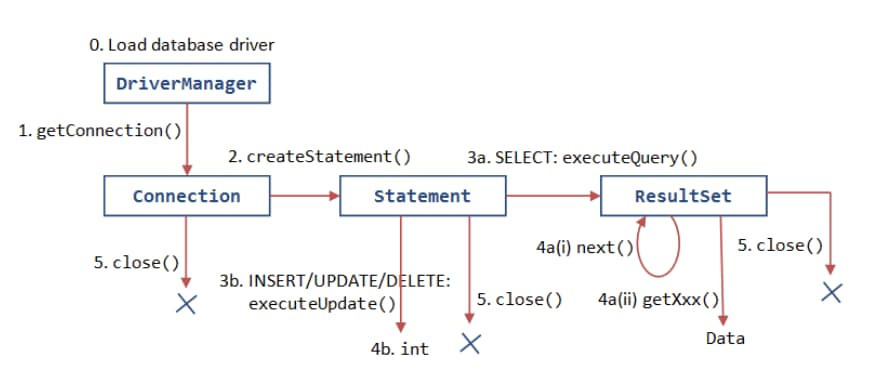 0. Load database driver
DriverManager
1. getConnection()
2. createStatement()
3a. SELECT: executeQuery()
Connection
Statement
ResultSet
4a(i) next()
5. close()
5. close()
3b. INSERT/UPDATE/DELETE:
executeUpdate()
5. close()
4a(ii) getXxx()
4b. int
Data